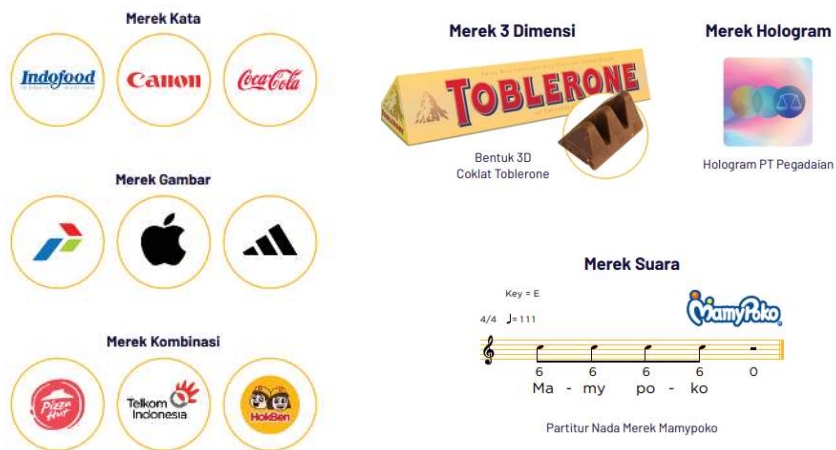 Merek Kata
Indofood
Canon
Coca-Cola
Merek Gambar
Merek Kombinasi
Pizza
Hut
Telkom
Indonesia
HokBen
Merek 3 Dimensi
TOBLERONE
Bentuk 3D
Coklat Toblerone
Merek Hologram
Hologram PT Pegadaian
Merek Suara
Key = E
MamyPoko
4/4 ♩= 111
6 6 6 6 0
Ma - my po - ko
Partitur Nada Merek Mamypoko